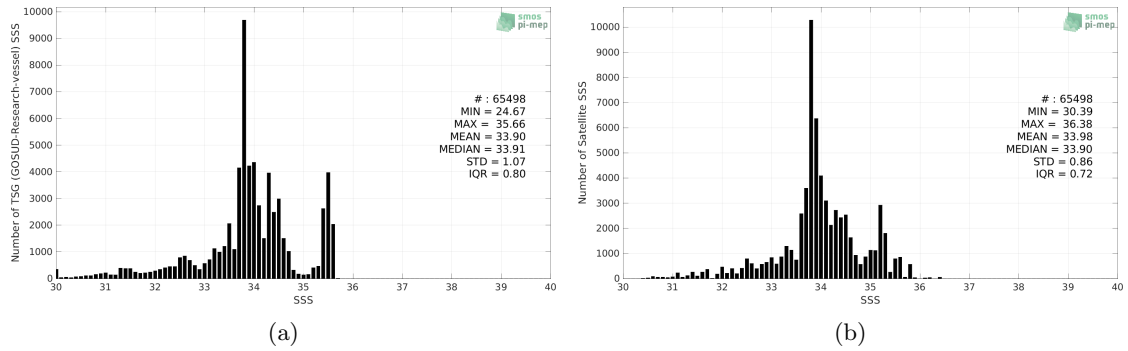 10000
9000
8000
7000
6000
5000
4000
3000
2000
1000
0
30 31 32 33 34 35 36 37 38 39 40
SSS
Number of TSG (GOSUD-Research-vessel) SSS
smos
pi-mep
# : 65498
MIN = 24.67
MAX = 35.66
MEAN = 33.90
MEDIAN = 33.91
STD = 1.07
IQR = 0.80
(a)
10000
9000
8000
7000
6000
5000
4000
3000
2000
1000
0
30 31 32 33 34 35 36 37 38 39 40
SSS
Number of Satellite SSS
smos
pi-mep
# : 65498
MIN = 30.39
MAX = 36.38
MEAN = 33.98
MEDIAN = 33.90
STD = 0.86
IQR = 0.72
(b)